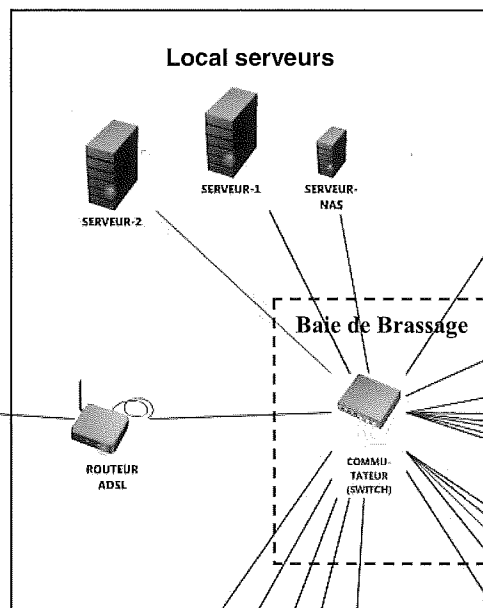 Local serveurs
SERVEUR-2
SERVEUR-1
SERVEUR-
NAS
Baie de Brassage
ROUTEUR
ADSL
COMMU-
TATEUR
(SWITCH)